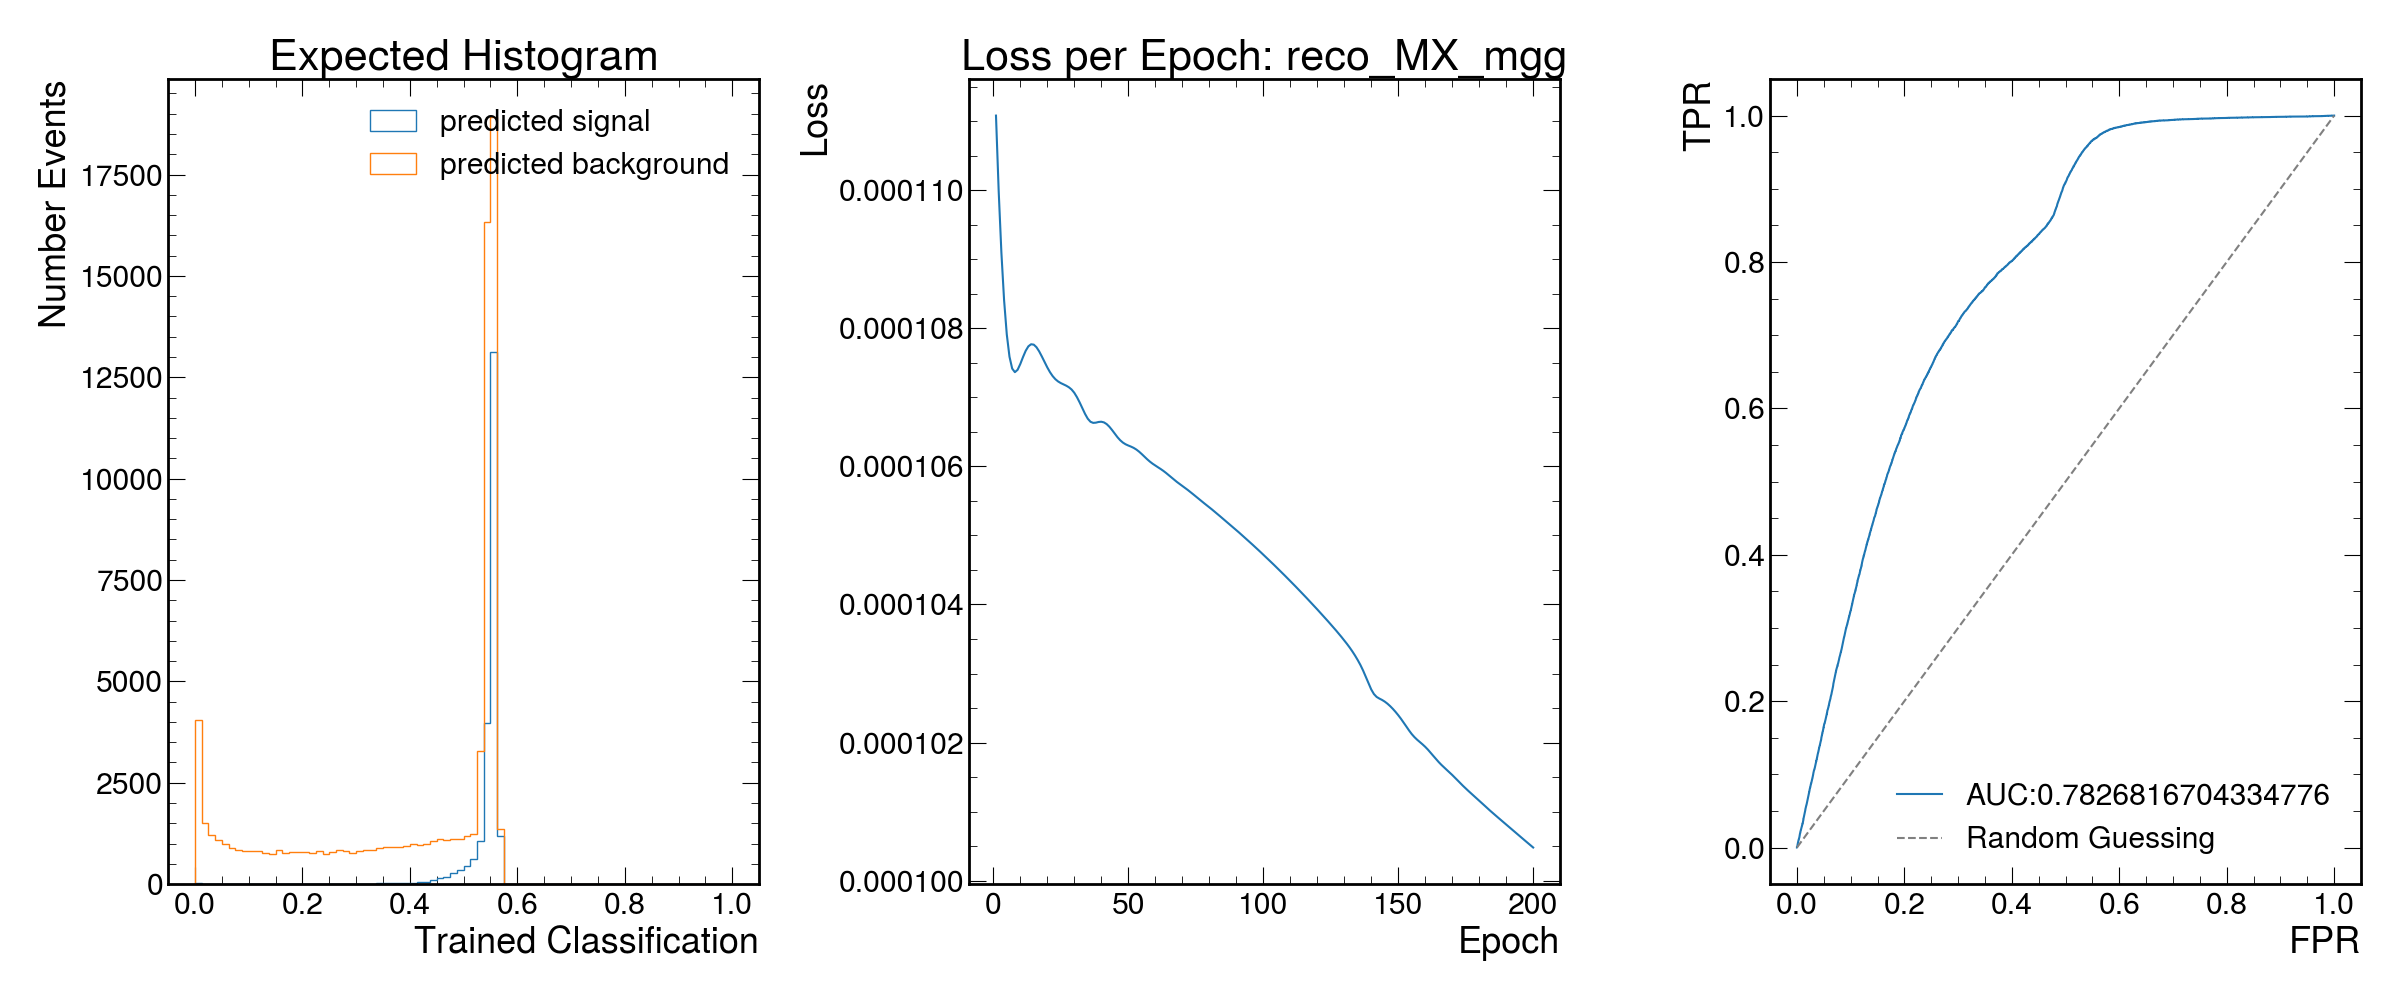 Expected Histogram
Number Events
predicted signal
predicted background
17500
15000
12500
10000
7500
5000
2500
0
0.0 0.2 0.4 0.6 0.8 1.0
Trained Classification
Loss per Epoch: reco_MX_mgg
Loss
0.000110
0.000108
0.000106
0.000104
0.000102
0.000100
0 50 100 150 200
Epoch
TPR
1.0
0.8
0.6
0.4
0.2
0.0
AUC:0.7826816704334776
Random Guessing
0.0 0.2 0.4 0.6 0.8 1.0
FPR